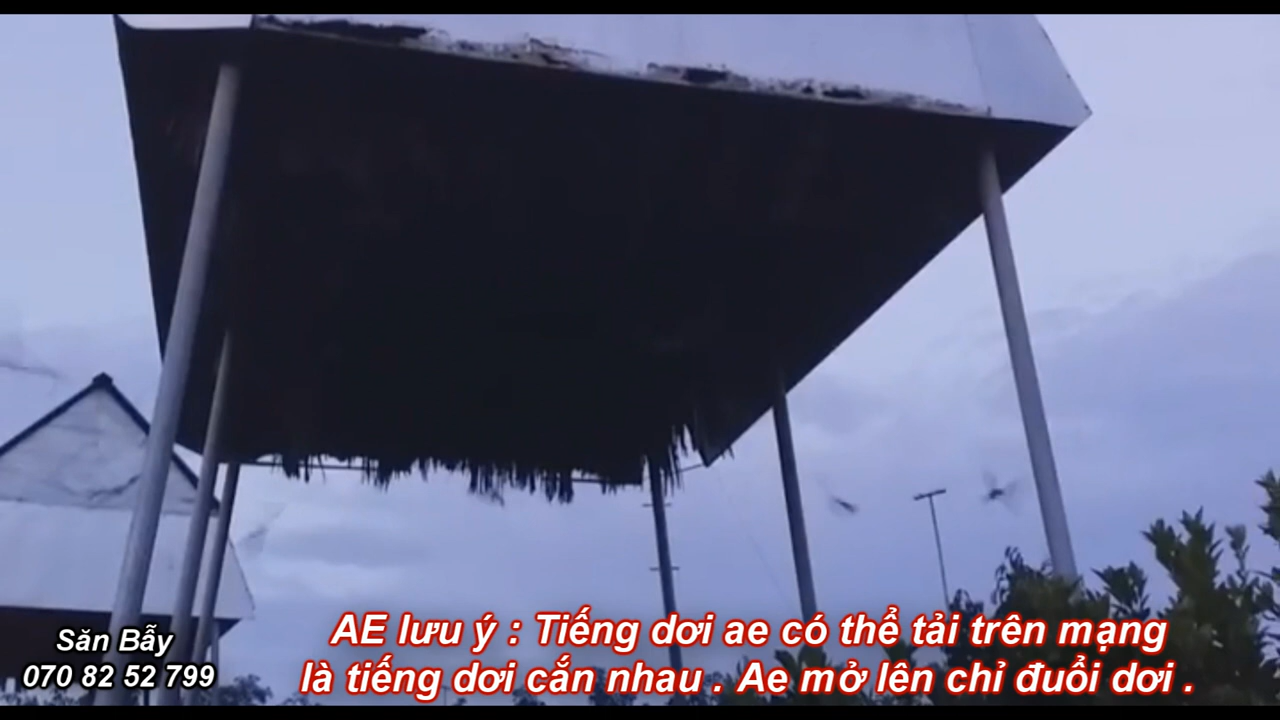 AE lưu ý : Tiếng dơi ae có thể tải trên mạng
là tiếng dơi cắn nhau . Ae mở lên chỉ đuổi dơi .
Săn Bẫy
070 82 52 799